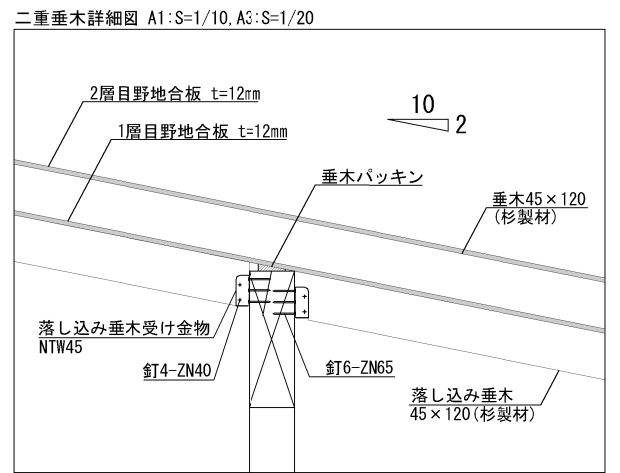 二重垂木詳細図 A1:S=1/10,A3:S=1/20
2層目野地合板 t=12mm
1層目野地合板 t=12mm
10
2
垂木パッキン
垂木45×120
(杉製材)
落し込み垂木受け金物
NTW45
釘4-ZN40
釘6-ZN65
落し込み垂木
45×120(杉製材)